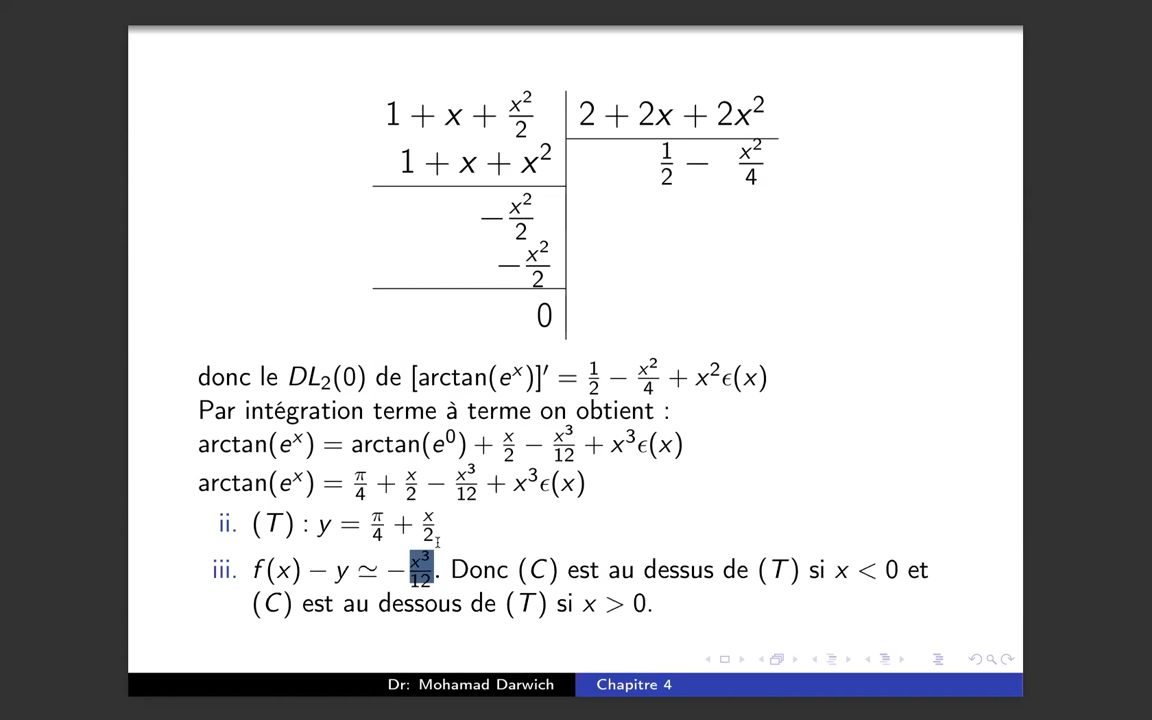 1 + x + x²/2 | 2 + 2x + 2x²
1 + x + x² | 1/2 − x²/4
−x²/2
−x²/2
0
donc le DL₂(0) de [arctan(eˣ)]′ = 1/2 − x²/4 + x²ϵ(x)
Par intégration terme à terme on obtient :
arctan(eˣ) = arctan(e⁰) + x/2 − x³/12 + x³ϵ(x)
arctan(eˣ) = π/4 + x/2 − x³/12 + x³ϵ(x)
ii. (T) : y = π/4 + x/2
iii. f(x) − y ≃ −x³/12. Donc (C) est au dessus de (T) si x < 0 et
(C) est au dessous de (T) si x > 0.
Dr: Mohamad Darwich Chapitre 4